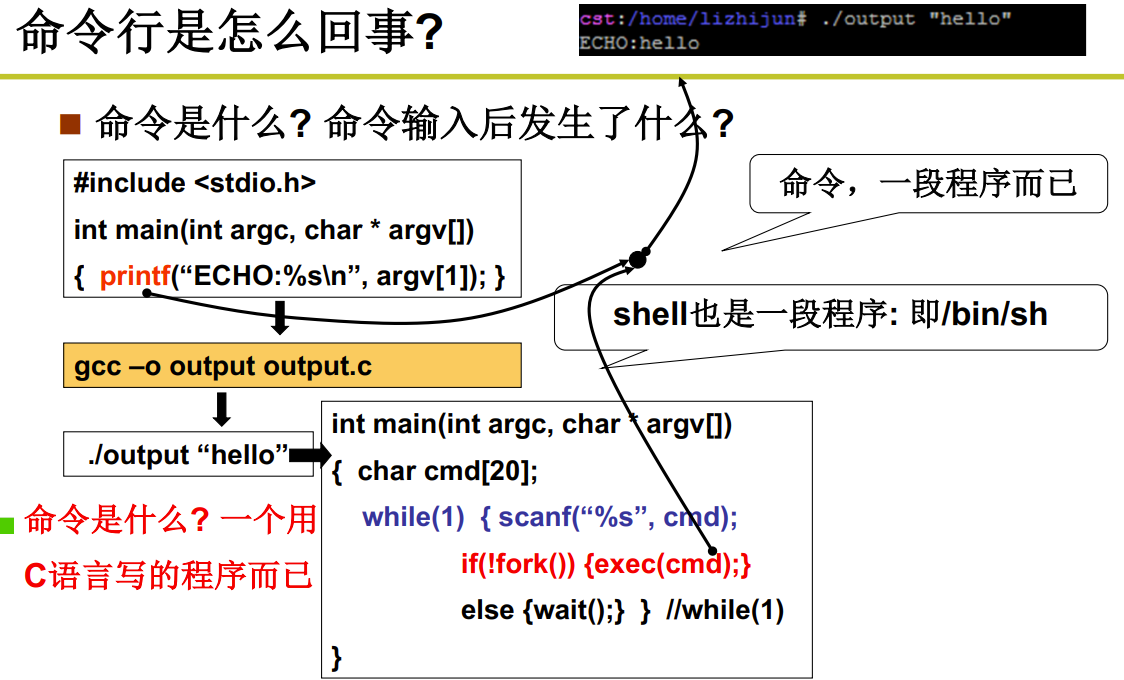 命令行是怎么回事?
cst:/home/lizhijun# ./output "hello"
ECHO:hello
命令是什么? 命令输入后发生了什么?
#include <stdio.h>
int main(int argc, char * argv[])
{ printf(“ECHO:%s\n”, argv[1]); }
命令，一段程序而已
shell也是一段程序: 即/bin/sh
gcc –o output output.c
./output “hello”
int main(int argc, char * argv[])
{ char cmd[20];
while(1) { scanf(“%s”, cmd);
if(!fork()) {exec(cmd);}
else {wait();} } //while(1)
}
命令是什么? 一个用
C语言写的程序而已